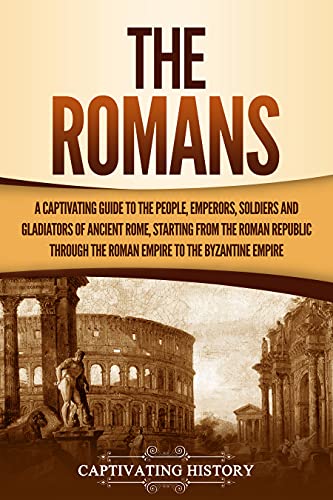 THE
ROMANS
A CAPTIVATING GUIDE TO THE PEOPLE, EMPERORS, SOLDIERS AND
GLADIATORS OF ANCIENT ROME, STARTING FROM THE ROMAN REPUBLIC
THROUGH THE ROMAN EMPIRE TO THE BYZANTINE EMPIRE
CAPTIVATING HISTORY